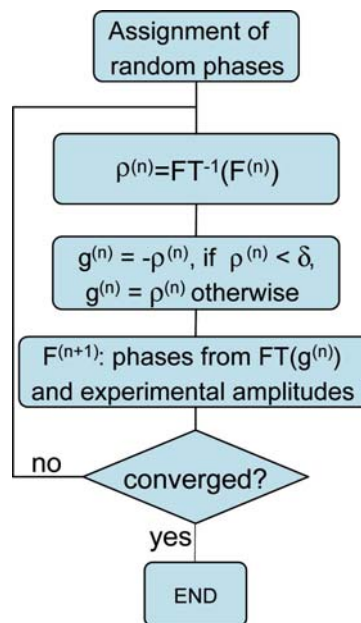 Assignment of
random phases
ρ⁽ⁿ⁾=FT⁻¹(F⁽ⁿ⁾)
g⁽ⁿ⁾ = -ρ⁽ⁿ⁾, if ρ⁽ⁿ⁾ < δ,
g⁽ⁿ⁾ = ρ⁽ⁿ⁾ otherwise
F⁽ⁿ⁺¹⁾: phases from FT(g⁽ⁿ⁾)
and experimental amplitudes
no
converged?
yes
END